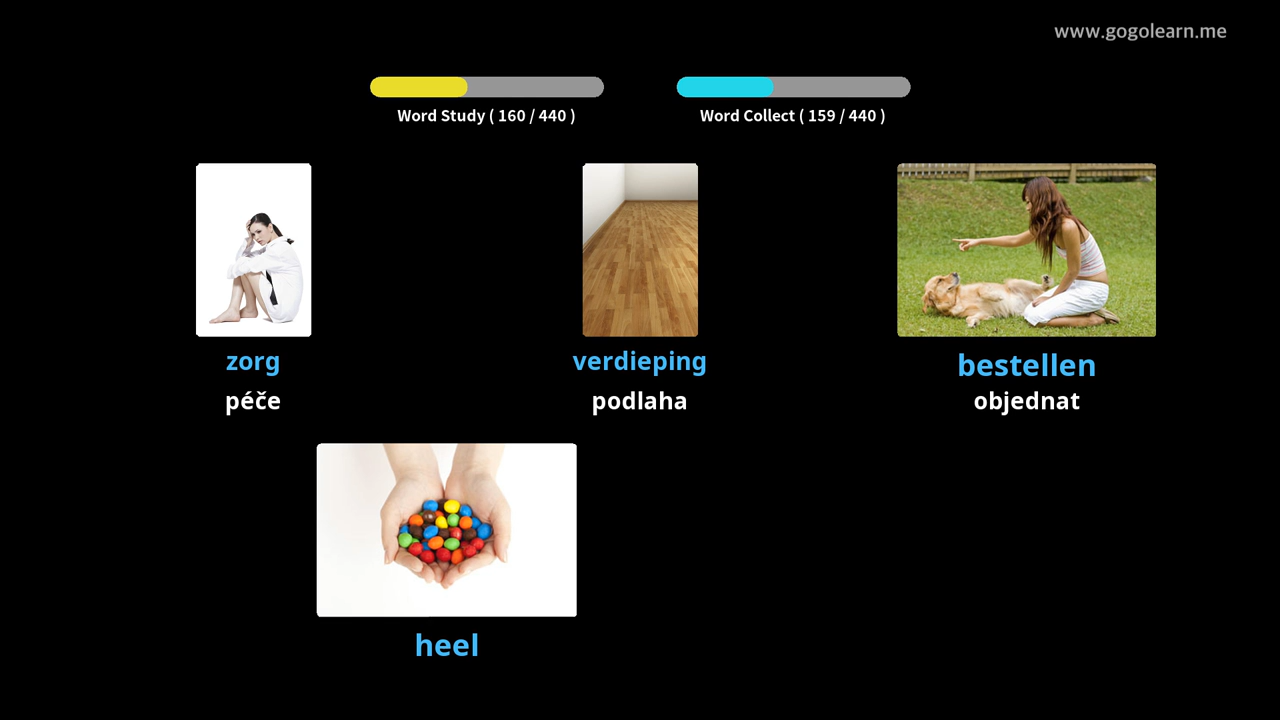 www.gogolearn.me
Word Study ( 160 / 440 )
Word Collect ( 159 / 440 )
zorg
péče
verdieping
podlaha
bestellen
objednat
heel